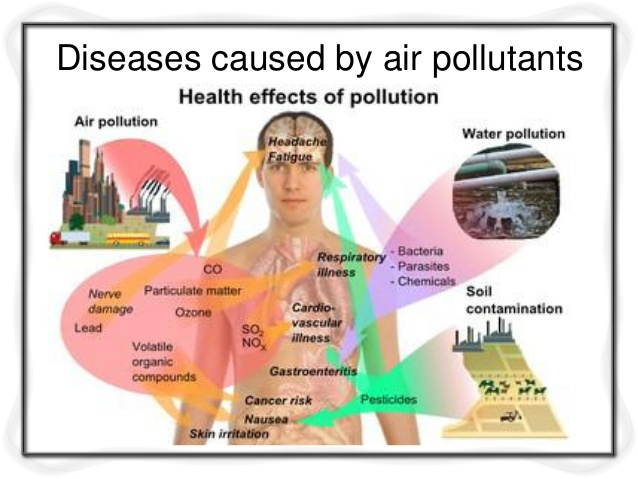 Diseases caused by air pollutants
Health effects of pollution
Air pollution
Water pollution
Headache
Fatigue
CO
Particulate matter
Nerve
damage
Ozone
Lead
SO2
NOX
Volatile
organic
compounds
Respiratory
illness
- Bacteria
- Parasites
- Chemicals
Cardio-
vascular
illness
Soil
contamination
Gastroenteritis
Cancer risk
Pesticides
Nausea
Skin irritation